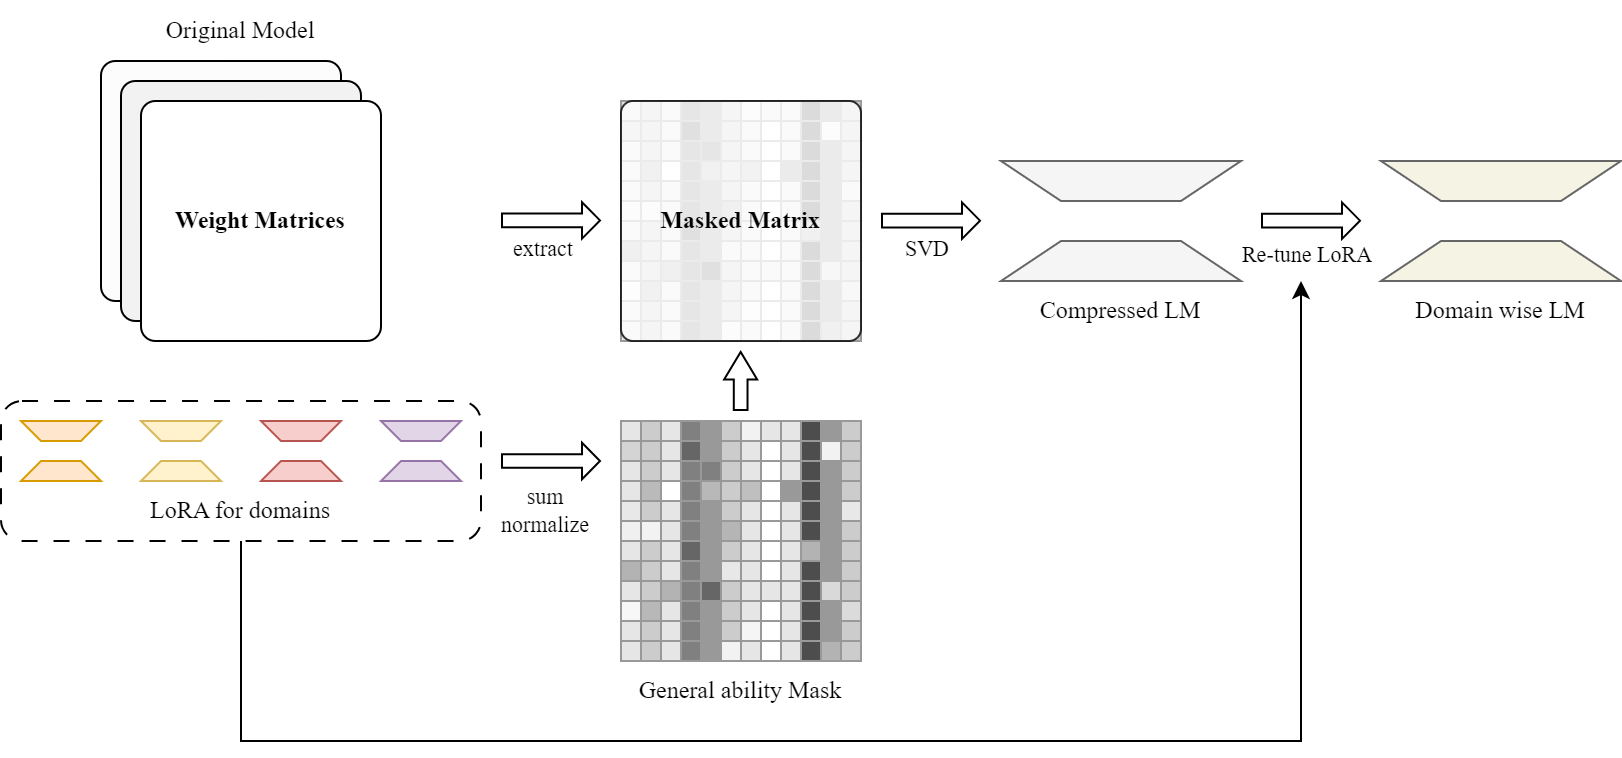 Original Model
Weight Matrices
extract
Masked Matrix
SVD
Compressed LM
Re-tune LoRA
Domain wise LM
LoRA for domains
sum
normalize
General ability Mask